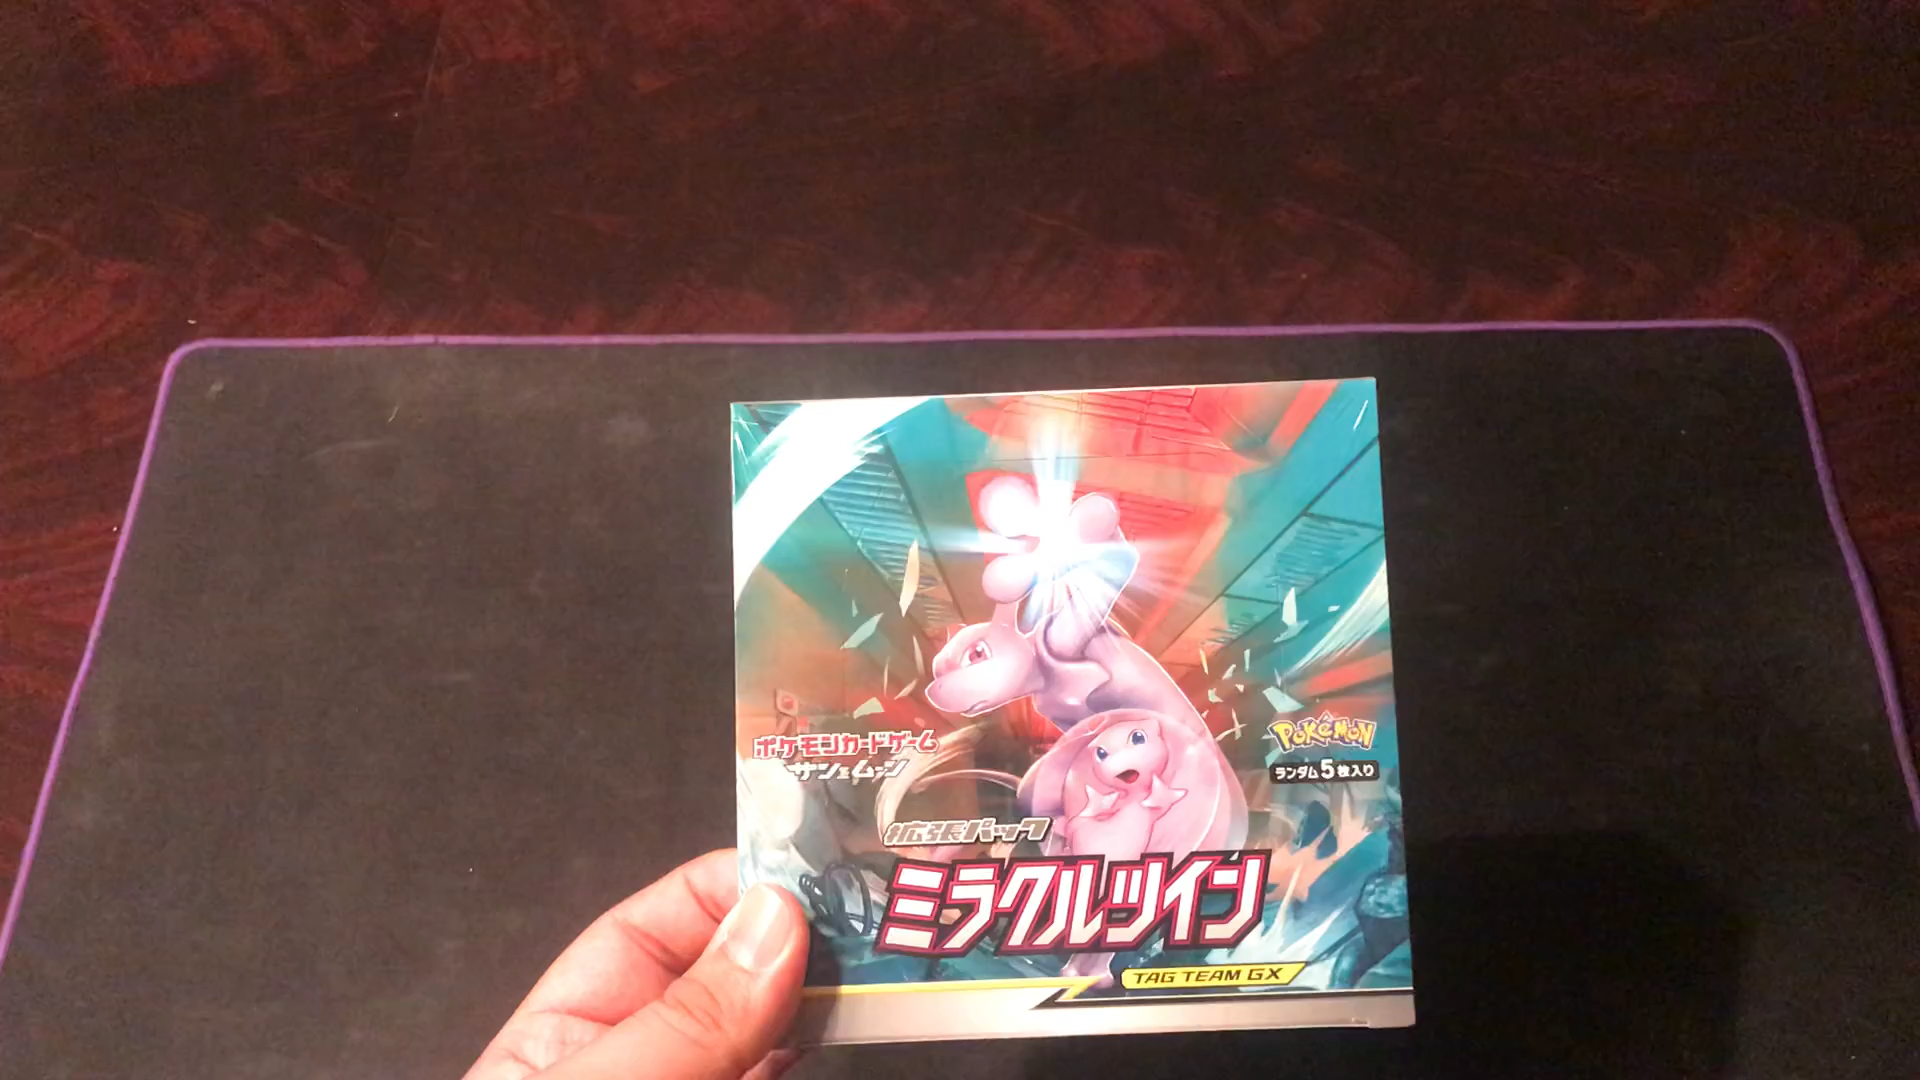 ポケモンカードゲーム
サン&ムーン
POKÉMON
ランダム5枚入り
拡張パック
ミラクルツイン
TAG TEAM GX